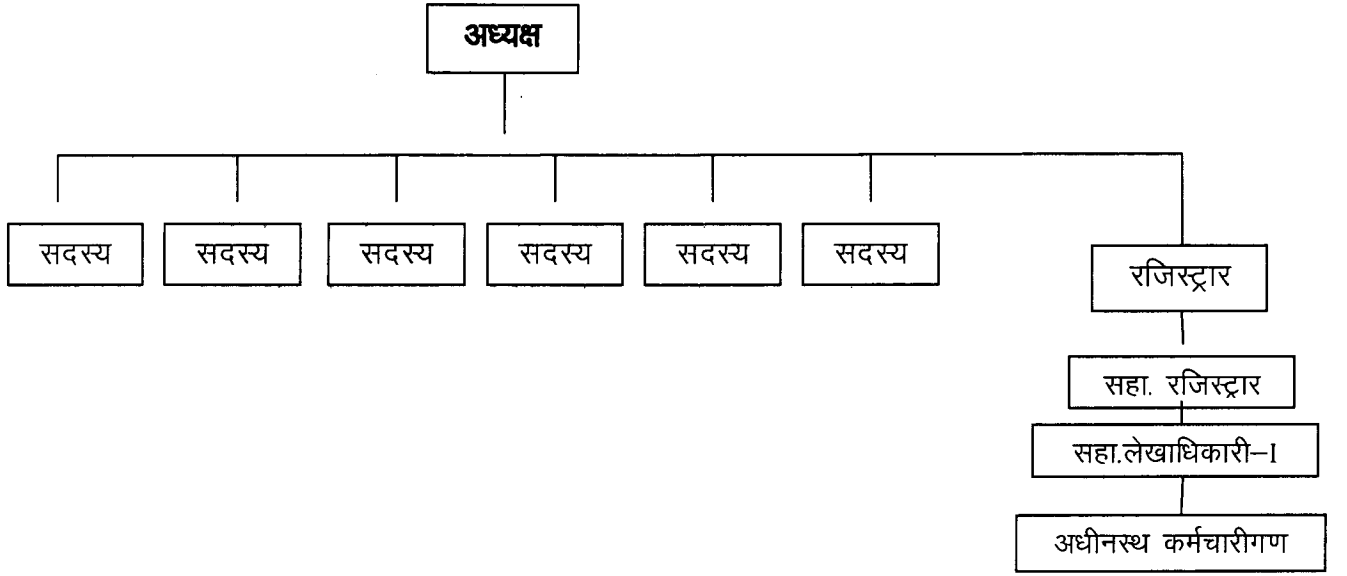 अध्यक्ष
सदस्य सदस्य सदस्य सदस्य सदस्य सदस्य
रजिस्ट्रार
सहा. रजिस्ट्रार
सहा.लेखाधिकारी–I
अधीनस्थ कर्मचारीगण